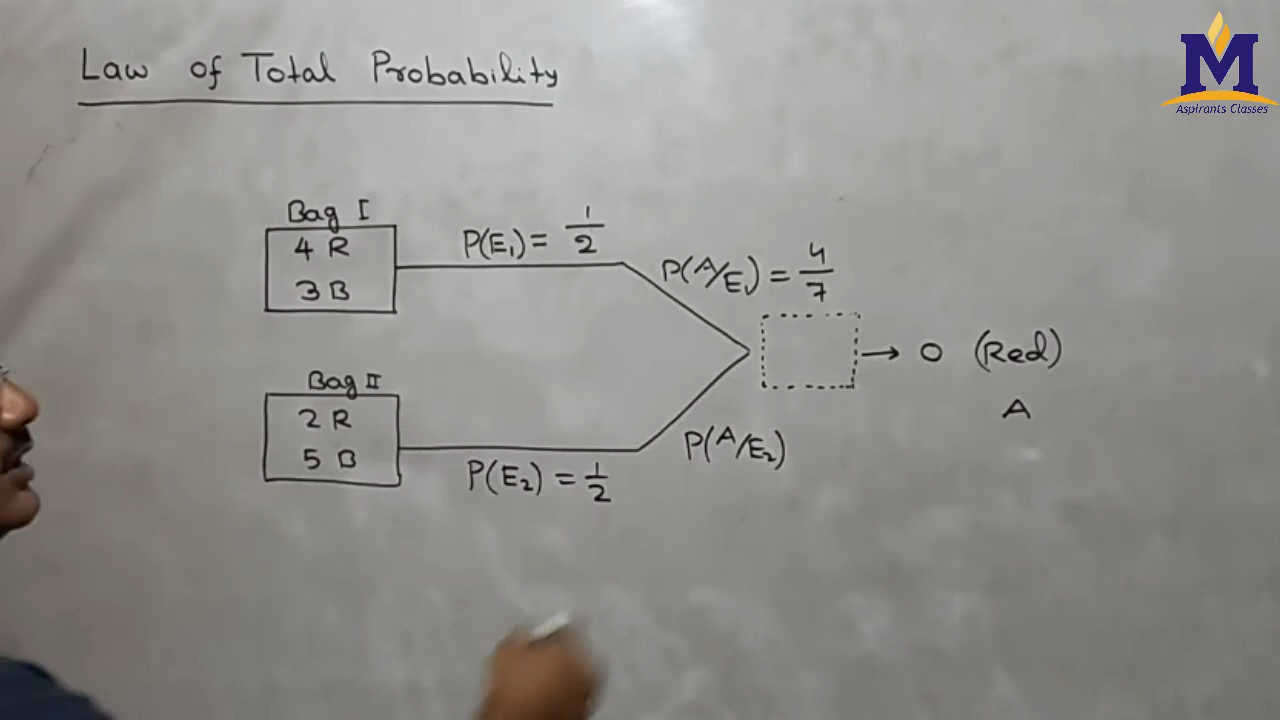 Law of Total Probability
M
Aspirants Classes
Bag I
4 R
3 B
P(E₁) = 1/2
P(A/E₁) = 4/7
→ O (Red)
A
Bag II
2 R
5 B
P(E₂) = 1/2
P(A/E₂)